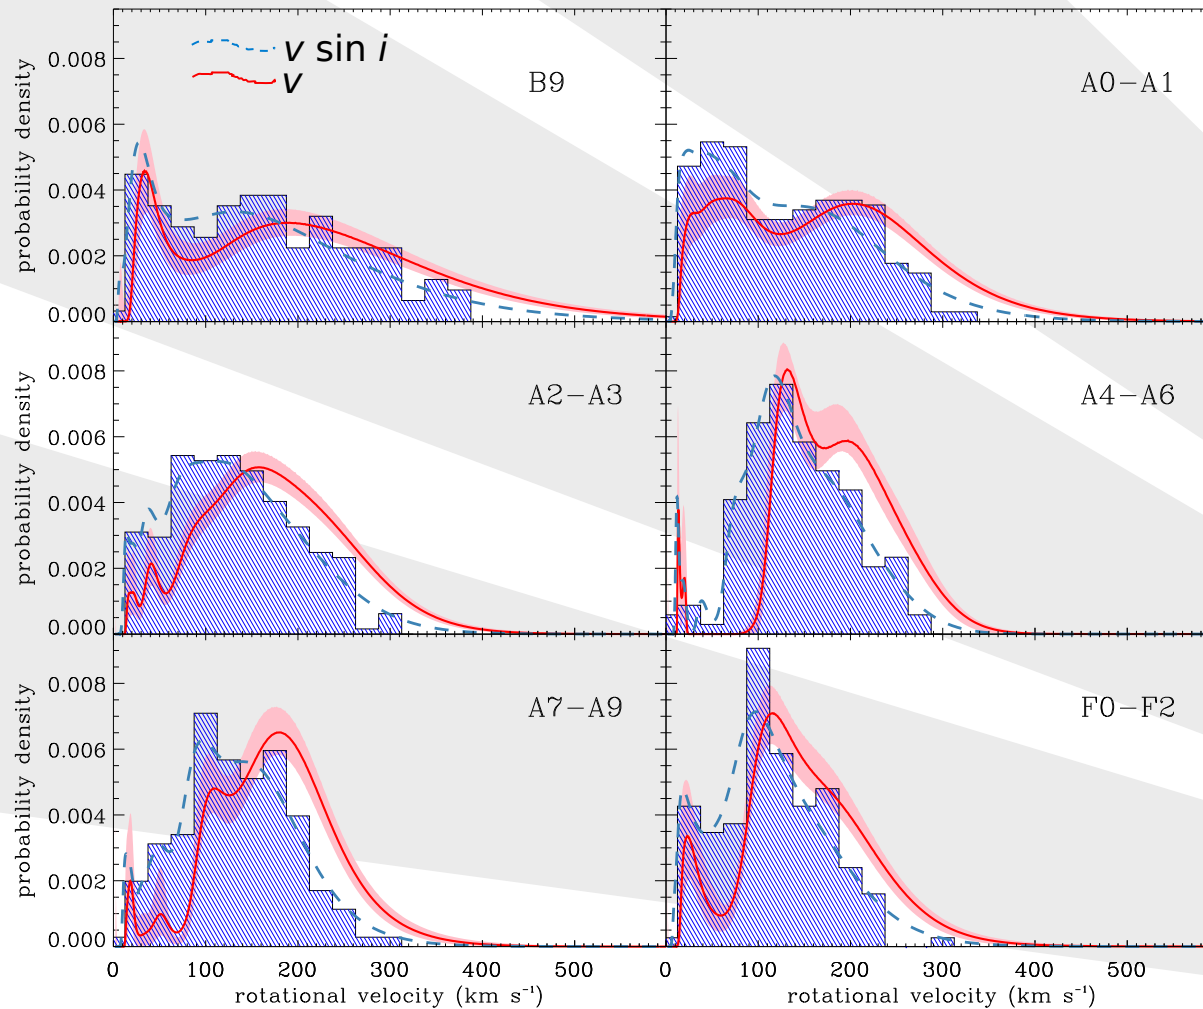 v sin i
v
B9
A0−A1
0.008
0.006
0.004
0.002
0.000
probability density
A2−A3
A4−A6
0.008
0.006
0.004
0.002
0.000
probability density
A7−A9
F0−F2
0.008
0.006
0.004
0.002
0.000
probability density
0 100 200 300 400 500 0 100 200 300 400 500
rotational velocity (km s⁻¹) rotational velocity (km s⁻¹)